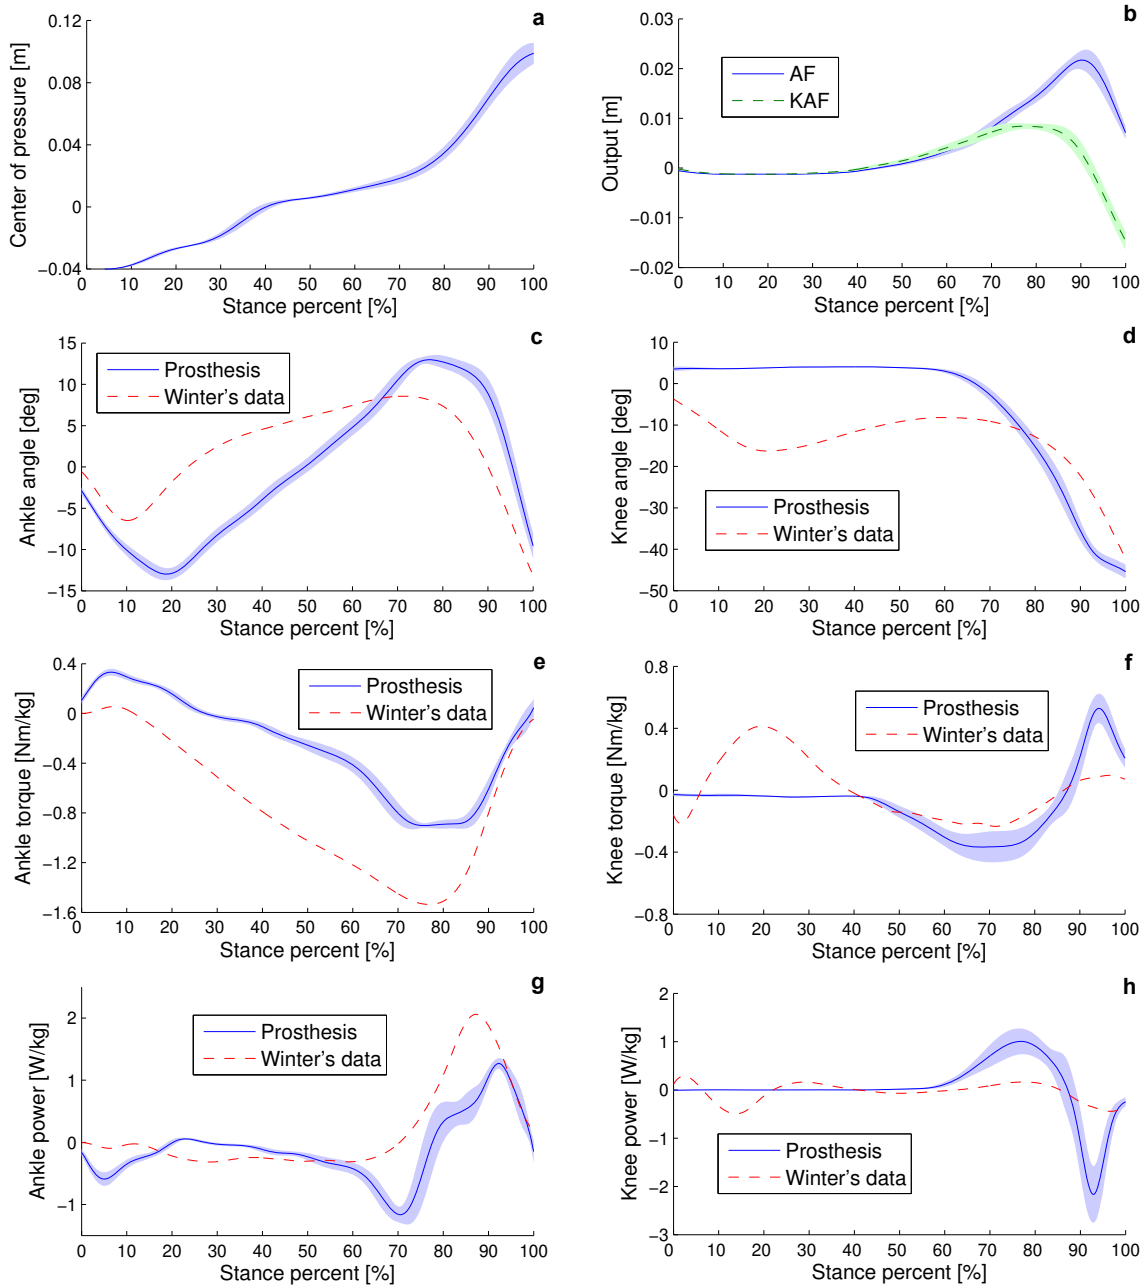 a
Center of pressure [m]
0.12
0.08
0.04
0
−0.04
0 10 20 30 40 50 60 70 80 90 100
Stance percent [%]
b
Output [m]
0.03
0.02
0.01
0
−0.01
−0.02
AF
KAF
0 10 20 30 40 50 60 70 80 90 100
Stance percent [%]
c
Ankle angle [deg]
15
10
5
0
−5
−10
−15
Prosthesis
Winter's data
0 10 20 30 40 50 60 70 80 90 100
Stance percent [%]
d
Knee angle [deg]
10
0
−10
−20
−30
−40
−50
Prosthesis
Winter's data
0 10 20 30 40 50 60 70 80 90 100
Stance percent [%]
e
Ankle torque [Nm/kg]
0.4
0
−0.4
−0.8
−1.2
−1.6
Prosthesis
Winter's data
0 10 20 30 40 50 60 70 80 90 100
Stance percent [%]
f
Knee torque [Nm/kg]
0.8
0.4
0
−0.4
−0.8
Prosthesis
Winter's data
0 10 20 30 40 50 60 70 80 90 100
Stance percent [%]
g
Ankle power [W/kg]
2
1
0
−1
Prosthesis
Winter's data
0 10 20 30 40 50 60 70 80 90 100
Stance percent [%]
h
Knee power [W/kg]
2
1
0
−1
−2
−3
Prosthesis
Winter's data
0 10 20 30 40 50 60 70 80 90 100
Stance percent [%]